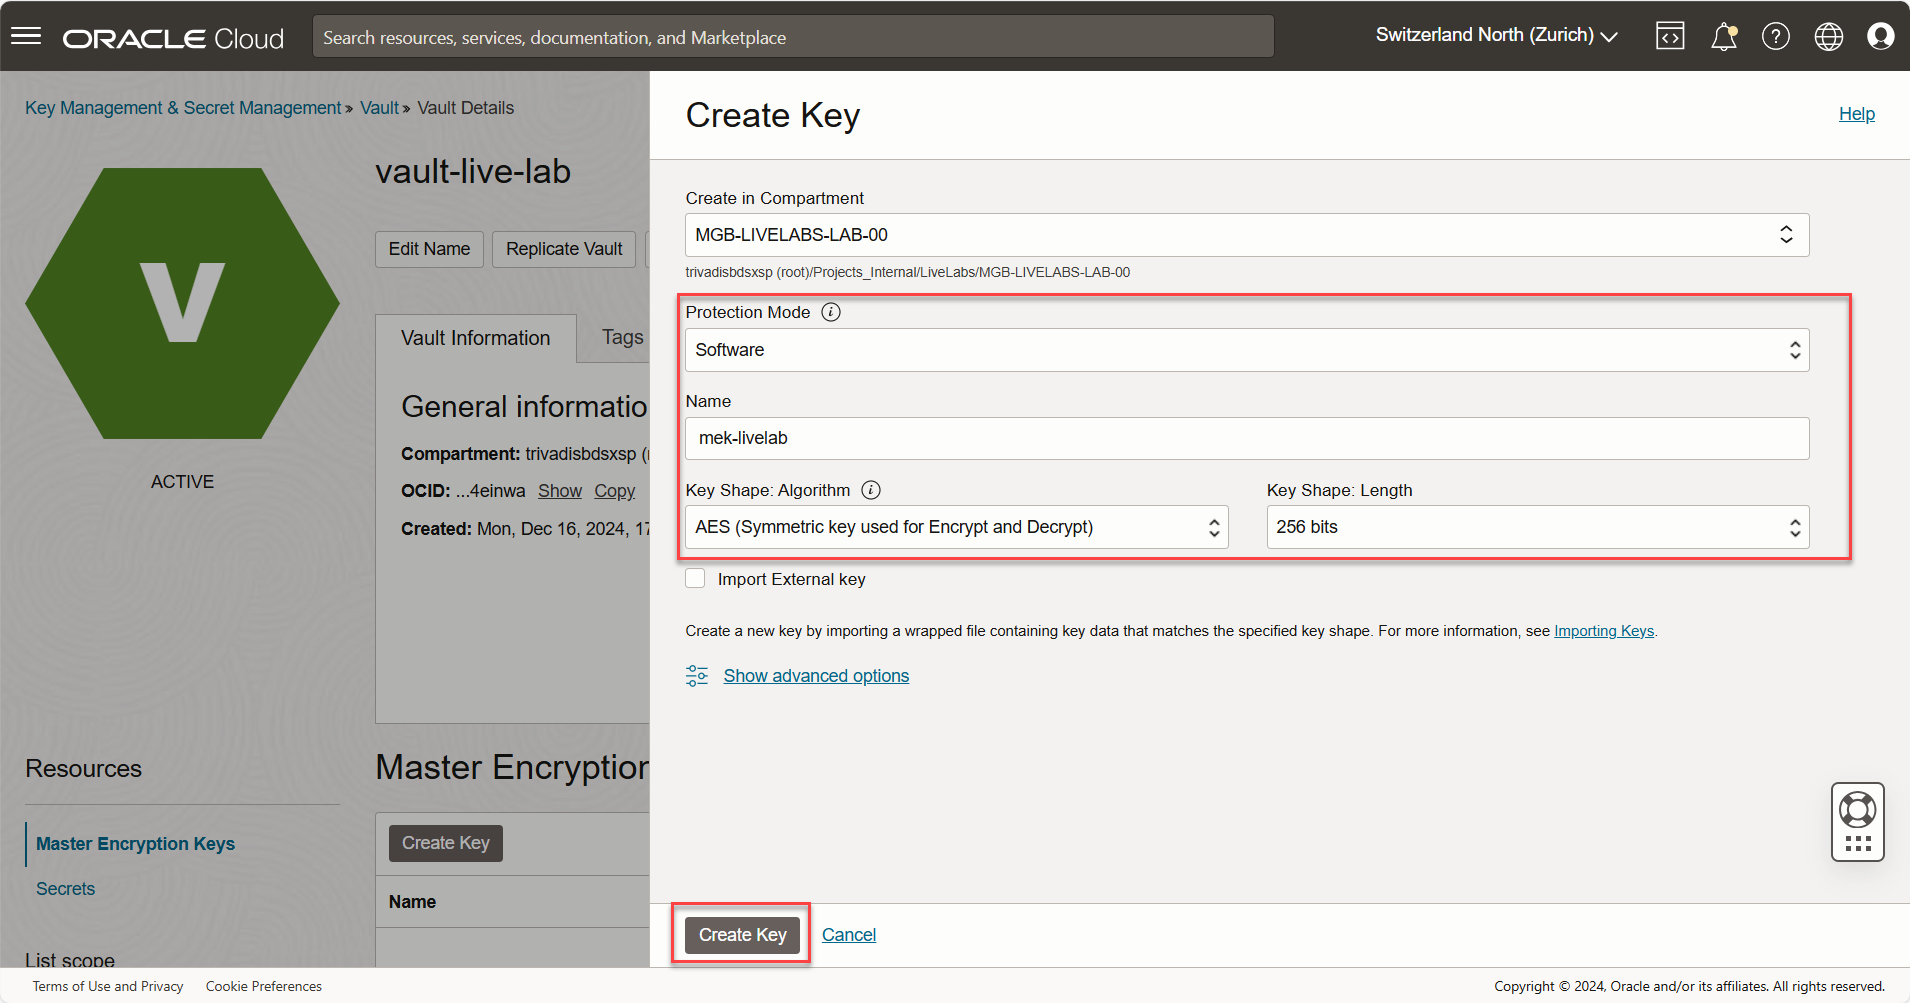 ORACLE Cloud
Search resources, services, documentation, and Marketplace
Switzerland North (Zurich)
Key Management & Secret Management » Vault » Vault Details
V
ACTIVE
vault-live-lab
Edit Name
Replicate Vault
Vault Information
Tags
General informatio
Compartment: trivadisbdsxsp (
OCID: ...4einwa Show Copy
Created: Mon, Dec 16, 2024, 17
Resources
Master Encryption Keys
Secrets
List scope
Master Encryption
Create Key
Name
Create Key
Help
Create in Compartment
MGB-LIVELABS-LAB-00
trivadisbdsxsp (root)/Projects_Internal/LiveLabs/MGB-LIVELABS-LAB-00
Protection Mode
Software
Name
mek-livelab
Key Shape: Algorithm
AES (Symmetric key used for Encrypt and Decrypt)
Key Shape: Length
256 bits
Import External key
Create a new key by importing a wrapped file containing key data that matches the specified key shape. For more information, see Importing Keys.
Show advanced options
Create Key
Cancel
Terms of Use and Privacy
Cookie Preferences
Copyright © 2024, Oracle and/or its affiliates. All rights reserved.